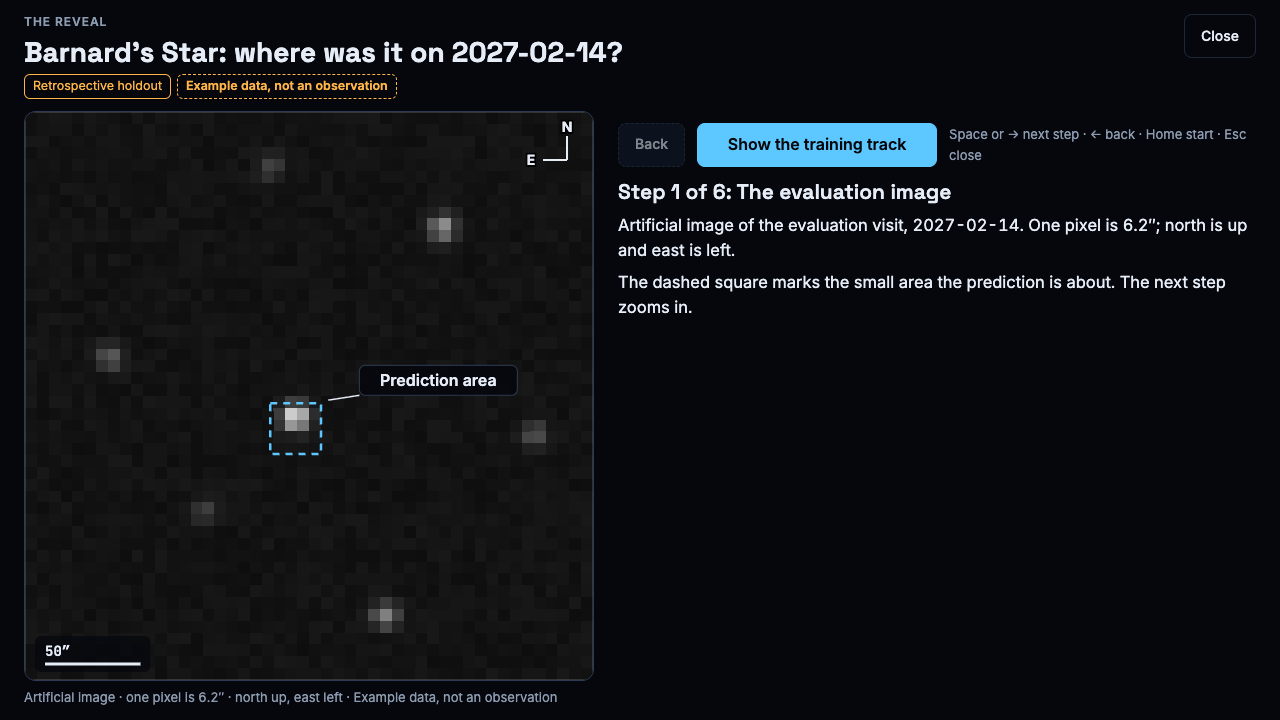 THE REVEAL
Barnard's Star: where was it on 2027-02-14?
Close
Retrospective holdout
Example data, not an observation
N
E
Prediction area
50″
Artificial image · one pixel is 6.2″ · north up, east left · Example data, not an observation
Back
Show the training track
Space or → next step · ← back · Home start · Esc
close
Step 1 of 6: The evaluation image
Artificial image of the evaluation visit, 2027-02-14. One pixel is 6.2″; north is up
and east is left.
The dashed square marks the small area the prediction is about. The next step
zooms in.